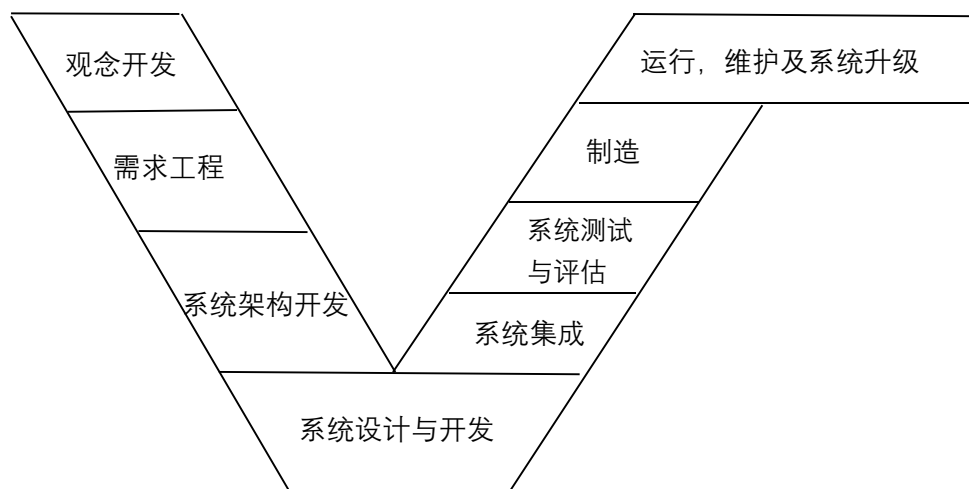 观念开发
需求工程
系统架构开发
系统设计与开发
系统集成
系统测试
与评估
制造
运行，维护及系统升级